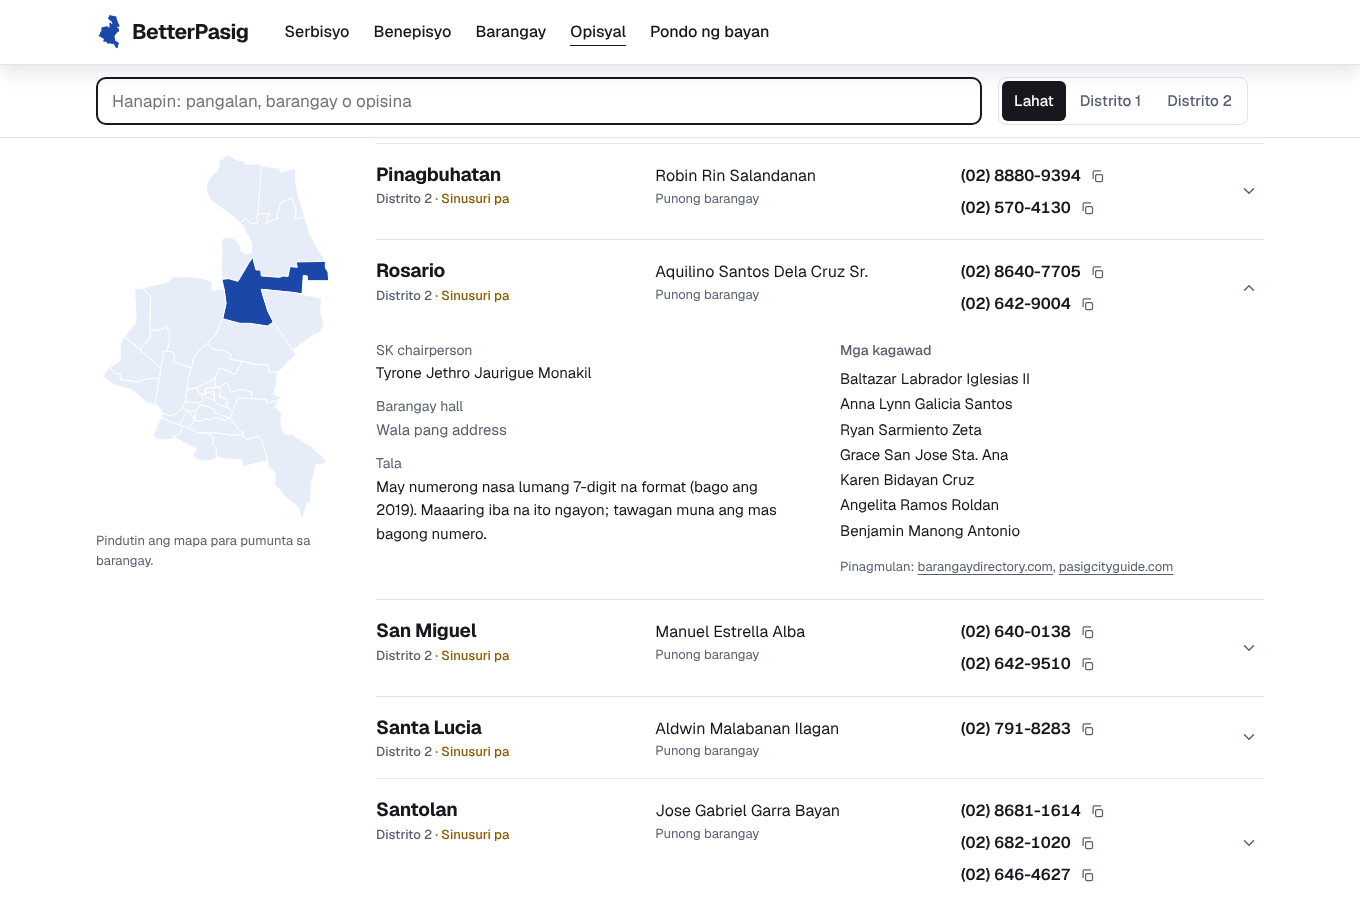 BetterPasig
Serbisyo
Benepisyo
Barangay
Opisyal
Pondo ng bayan
Hanapin: pangalan, barangay o opisina
Lahat
Distrito 1
Distrito 2
Pindutin ang mapa para pumunta sa
barangay.
Pinagbuhatan
Distrito 2 · Sinusuri pa
Robin Rin Salandanan
Punong barangay
(02) 8880-9394
(02) 570-4130
Rosario
Distrito 2 · Sinusuri pa
Aquilino Santos Dela Cruz Sr.
Punong barangay
(02) 8640-7705
(02) 642-9004
SK chairperson
Tyrone Jethro Jaurigue Monakil
Barangay hall
Wala pang address
Tala
May numerong nasa lumang 7-digit na format (bago ang
2019). Maaaring iba na ito ngayon; tawagan muna ang mas
bagong numero.
Mga kagawad
Baltazar Labrador Iglesias II
Anna Lynn Galicia Santos
Ryan Sarmiento Zeta
Grace San Jose Sta. Ana
Karen Bidayan Cruz
Angelita Ramos Roldan
Benjamin Manong Antonio
Pinagmulan: barangaydirectory.com, pasigcityguide.com
San Miguel
Distrito 2 · Sinusuri pa
Manuel Estrella Alba
Punong barangay
(02) 640-0138
(02) 642-9510
Santa Lucia
Distrito 2 · Sinusuri pa
Aldwin Malabanan Ilagan
Punong barangay
(02) 791-8283
Santolan
Distrito 2 · Sinusuri pa
Jose Gabriel Garra Bayan
Punong barangay
(02) 8681-1614
(02) 682-1020
(02) 646-4627